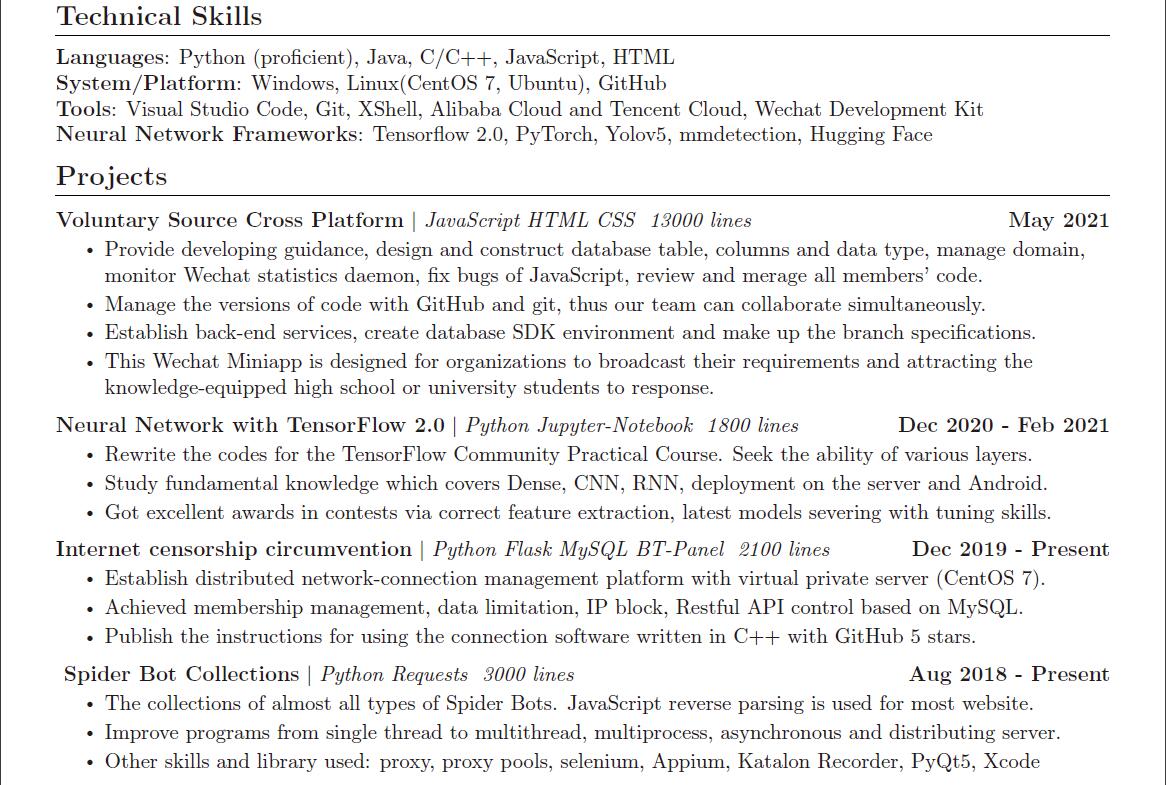 Technical Skills
Languages: Python (proficient), Java, C/C++, JavaScript, HTML
System/Platform: Windows, Linux(CentOS 7, Ubuntu), GitHub
Tools: Visual Studio Code, Git, XShell, Alibaba Cloud and Tencent Cloud, Wechat Development Kit
Neural Network Frameworks: Tensorflow 2.0, PyTorch, Yolov5, mmdetection, Hugging Face
Projects
Voluntary Source Cross Platform | JavaScript HTML CSS 13000 lines May 2021
• Provide developing guidance, design and construct database table, columns and data type, manage domain,
monitor Wechat statistics daemon, fix bugs of JavaScript, review and merage all members' code.
• Manage the versions of code with GitHub and git, thus our team can collaborate simultaneously.
• Establish back-end services, create database SDK environment and make up the branch specifications.
• This Wechat Miniapp is designed for organizations to broadcast their requirements and attracting the
knowledge-equipped high school or university students to response.
Neural Network with TensorFlow 2.0 | Python Jupyter-Notebook 1800 lines Dec 2020 - Feb 2021
• Rewrite the codes for the TensorFlow Community Practical Course. Seek the ability of various layers.
• Study fundamental knowledge which covers Dense, CNN, RNN, deployment on the server and Android.
• Got excellent awards in contests via correct feature extraction, latest models severing with tuning skills.
Internet censorship circumvention | Python Flask MySQL BT-Panel 2100 lines Dec 2019 - Present
• Establish distributed network-connection management platform with virtual private server (CentOS 7).
• Achieved membership management, data limitation, IP block, Restful API control based on MySQL.
• Publish the instructions for using the connection software written in C++ with GitHub 5 stars.
Spider Bot Collections | Python Requests 3000 lines Aug 2018 - Present
• The collections of almost all types of Spider Bots. JavaScript reverse parsing is used for most website.
• Improve programs from single thread to multithread, multiprocess, asynchronous and distributing server.
• Other skills and library used: proxy, proxy pools, selenium, Appium, Katalon Recorder, PyQt5, Xcode